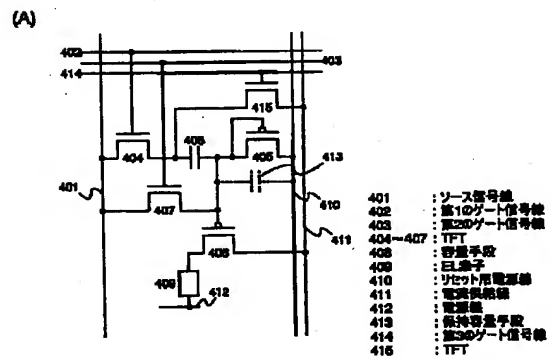 (A)
402
403
414
415
408
404
405
413
401
407
410
406
411
409
412
401 :ソース信号線
402 :第1のゲート信号線
403 :第2のゲート信号線
404~407 :TFT
408 :容量手段
409 :EL素子
410 :リセット用電源線
411 :電流供給線
412 :電源線
413 :保持容量手段
414 :第3のゲート信号線
415 :TFT